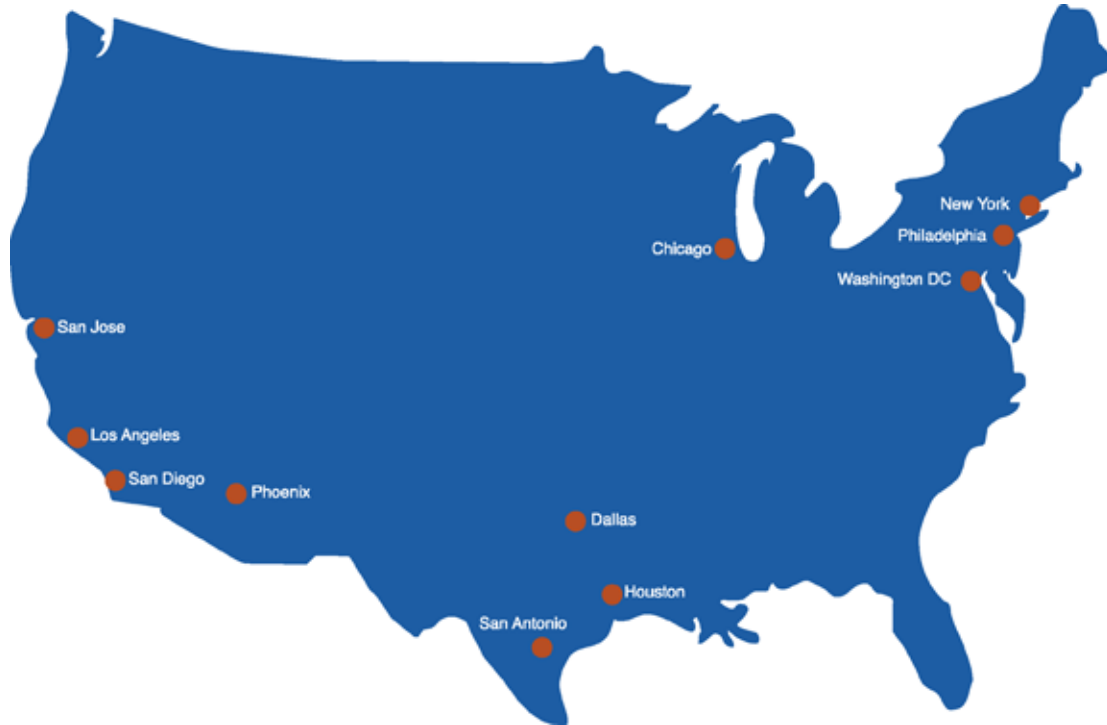 New York
Philadelphia
Chicago
Washington DC
San Jose
Los Angeles
San Diego
Phoenix
Dallas
Houston
San Antonio